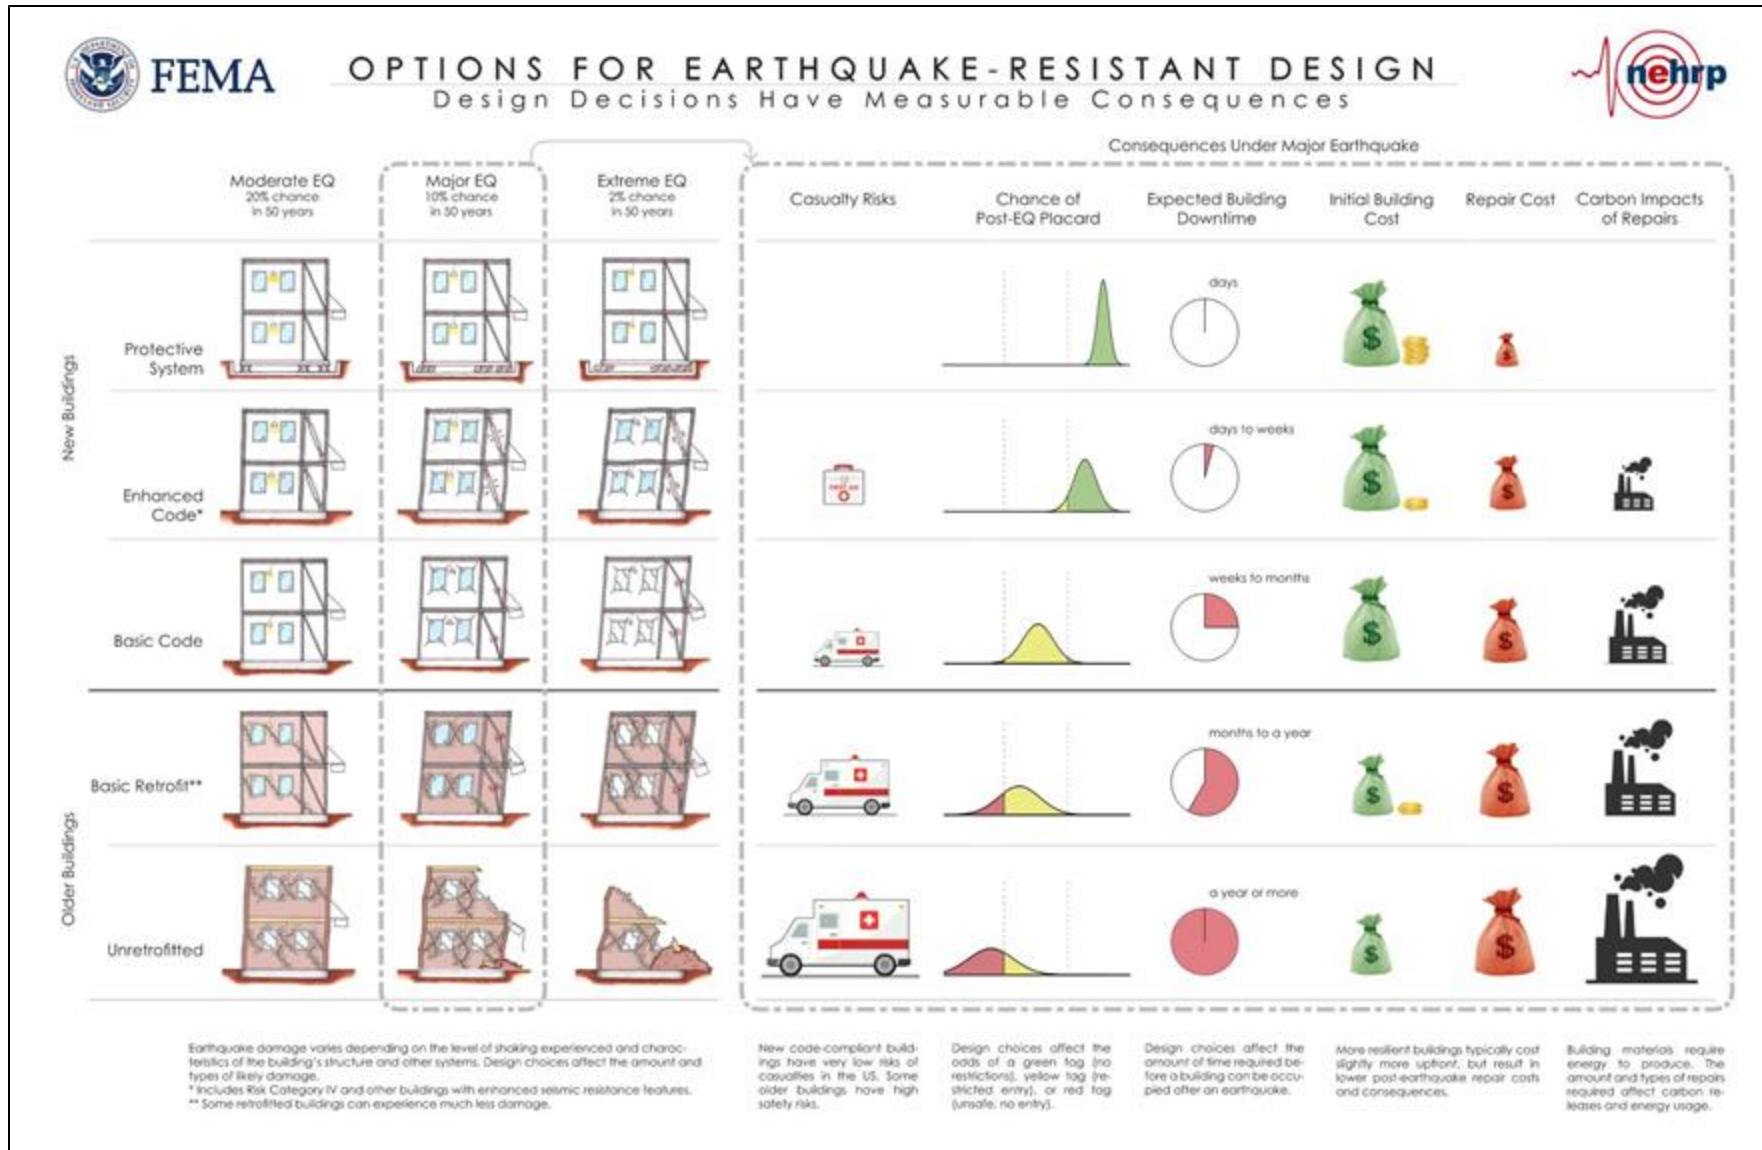 FEMA
OPTIONS FOR EARTHQUAKE-RESISTANT DESIGN
Design Decisions Have Measurable Consequences
nehrp
Consequences Under Major Earthquake
Moderate EQ
20% chance
in 50 years
Major EQ
10% chance
in 50 years
Extreme EQ
2% chance
in 50 years
Casualty Risks
Chance of
Post-EQ Placard
Expected Building
Downtime
Initial Building
Cost
Repair Cost
Carbon Impacts
of Repairs
New Buildings
Protective
System
days
$
$
Enhanced
Code*
FIRST AID
days to weeks
$
$
Basic Code
weeks to months
$
$
Older Buildings
Basic Retrofit**
months to a year
$
$
Unretrofitted
a year or more
$
$
Earthquake damage varies depending on the level of shaking experienced and charac-
teristics of the building's structure and other systems. Design choices affect the amount and
types of likely damage.
* Includes Risk Category IV and other buildings with enhanced seismic resistance features.
** Some retrofitted buildings can experience much less damage.
New code-compliant build-
ings have very low risks of
casualties in the US. Some
older buildings have high
safety risks.
Design choices affect the
odds of a green tag (no
restrictions), yellow tag (re-
stricted entry), or red tag
(unsafe, no entry).
Design choices affect the
amount of time required be-
fore a building can be occu-
pied after an earthquake.
More resilient buildings typically cost
slightly more upfront, but result in
lower post-earthquake repair costs
and consequences.
Building materials require
energy to produce. The
amount and types of repairs
required affect carbon re-
leases and energy usage.